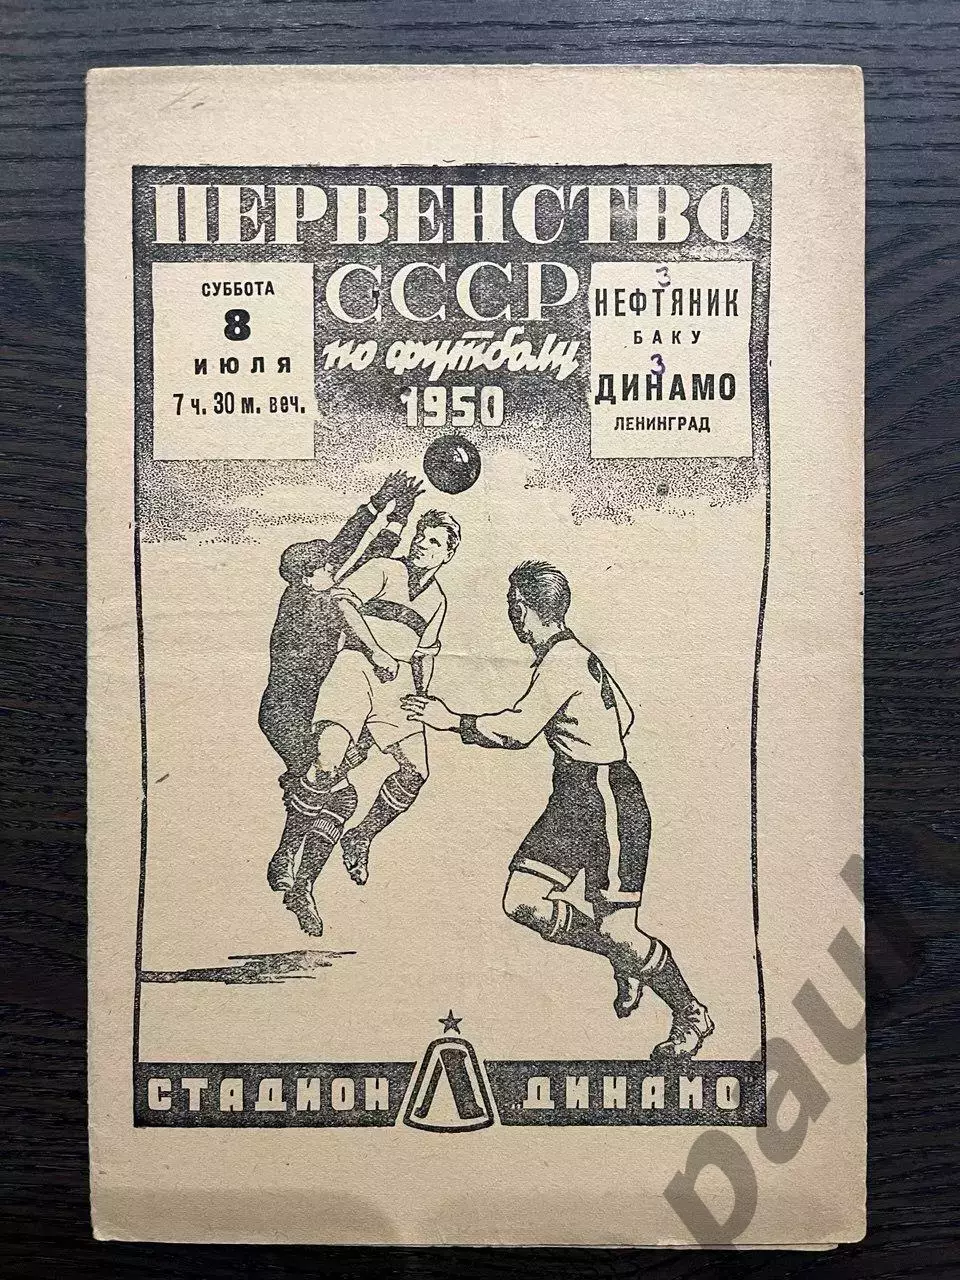 ПЕРВЕНСТВО
СССР
по футболу
1950
СУББОТА
8
ИЮЛЯ
7 ч. 30 м. веч.
3
НЕФТЯНИК
БАКУ
3
ДИНАМО
ЛЕНИНГРАД
2
Л
СТАДИОН „ДИНАМО"